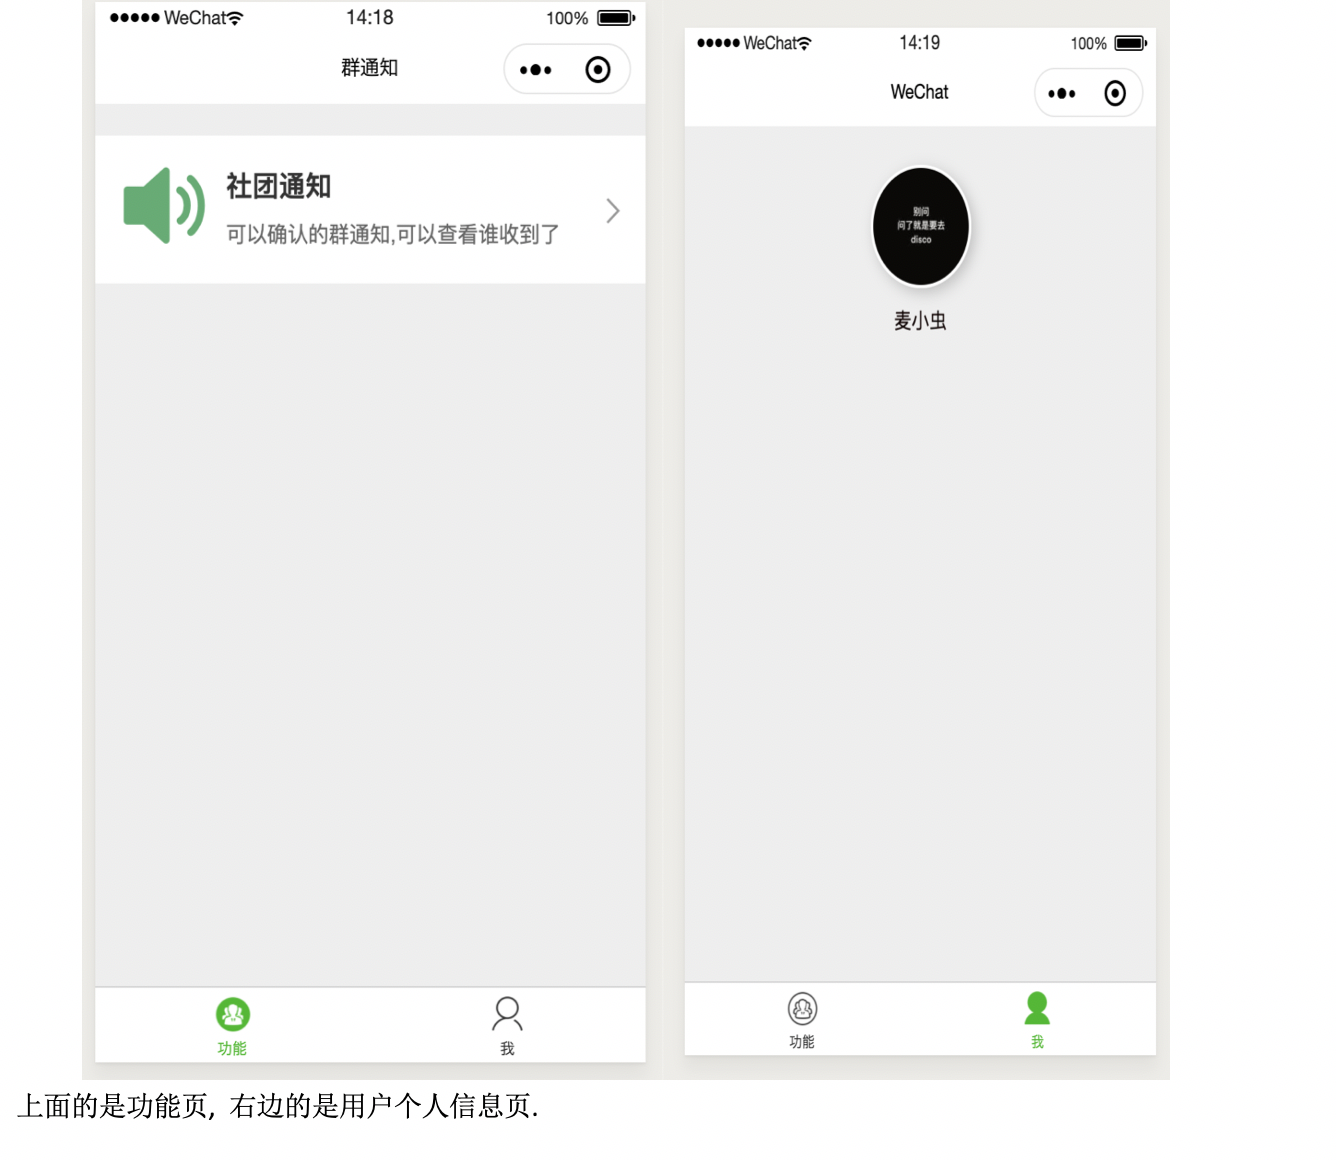 WeChat 14:18 100%
群通知
社团通知
可以确认的群通知,可以查看谁收到了
功能 我
WeChat 14:19 100%
WeChat
别问
问了就是要去
disco
麦小虫
功能 我
上面的是功能页, 右边的是用户个人信息页.